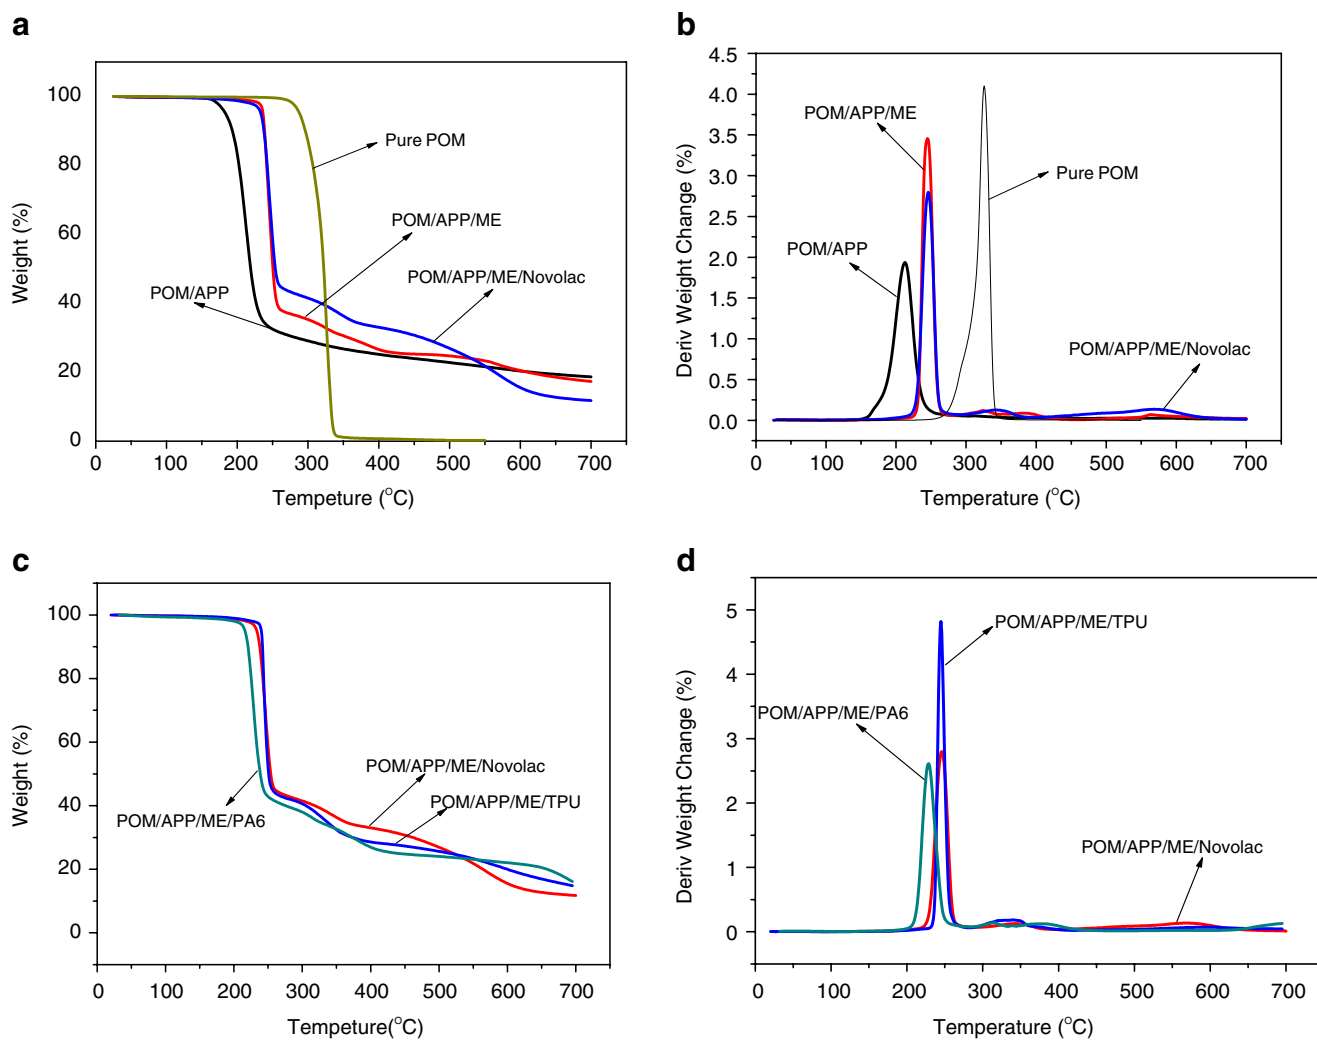 a
100
80
60
40
20
0
0 100 200 300 400 500 600 700
Weight (%)
Tempeture (°C)
Pure POM
POM/APP/ME
POM/APP/ME/Novolac
POM/APP
b
4.5
4.0
3.5
3.0
2.5
2.0
1.5
1.0
0.5
0.0
0 100 200 300 400 500 600 700
Deriv Weight Change (%)
Temperature (°C)
POM/APP/ME
Pure POM
POM/APP
POM/APP/ME/Novolac
c
100
80
60
40
20
0
0 100 200 300 400 500 600 700
Weight (%)
Tempeture(°C)
POM/APP/ME/Novolac
POM/APP/ME/TPU
POM/APP/ME/PA6
d
5
4
3
2
1
0
0 100 200 300 400 500 600 700
Deriv Weight Change (%)
Temperature (°C)
POM/APP/ME/TPU
POM/APP/ME/PA6
POM/APP/ME/Novolac